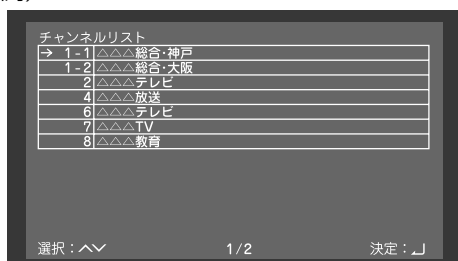 チャンネルリスト
→ 1-1 △△△総合·神戸
1-2 △△△総合·大阪
2 △△△テレビ
4 △△△放送
6 △△△テレビ
7 △△△TV
8 △△△教育
選択：へ∨ 1/2 決定：⏎